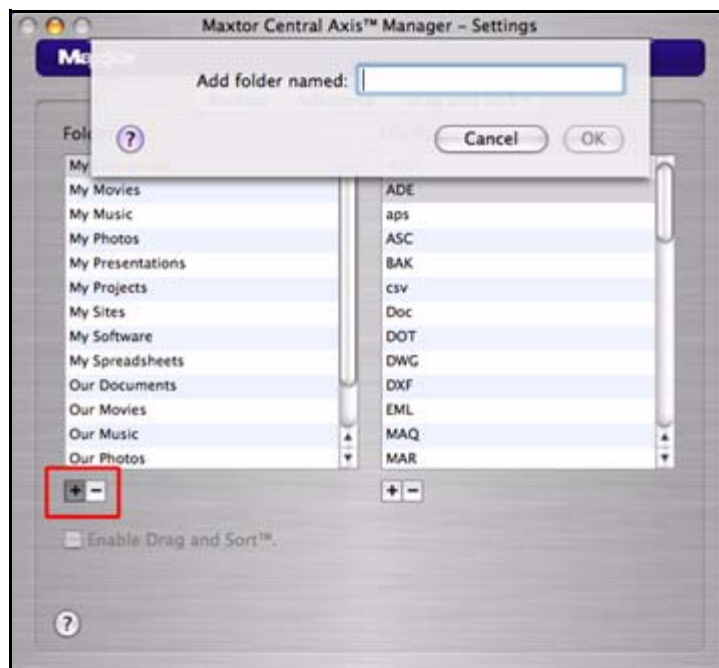 Maxtor Central Axis™ Manager – Settings
Add folder named:
?
Cancel
OK
My
My Movies
My Music
My Photos
My Presentations
My Projects
My Sites
My Software
My Spreadsheets
Our Documents
Our Movies
Our Music
Our Photos
ADE
aps
ASC
BAK
csv
Doc
DOT
DWG
DXF
EML
MAQ
MAR
+ −
+ −
Enable Drag and Sort™.
?